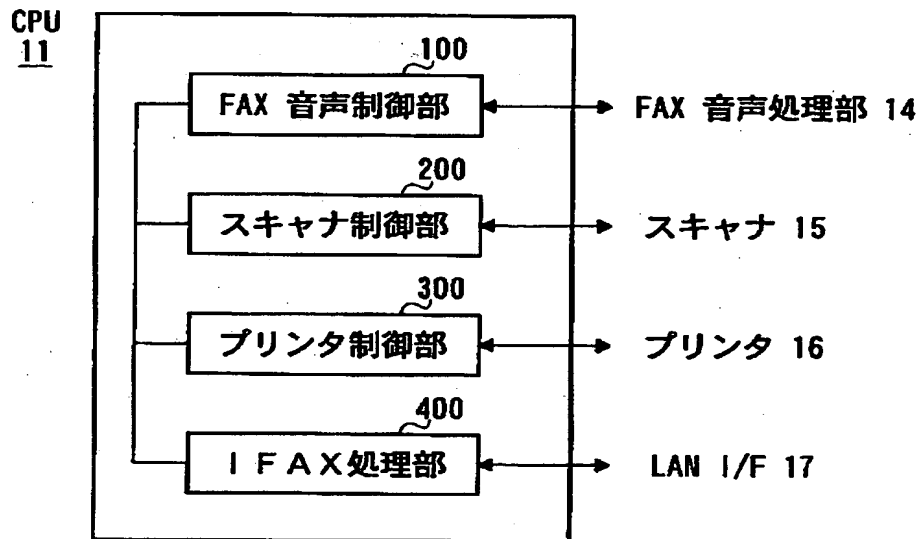 CPU
11
100
FAX 音声制御部
FAX 音声処理部 14
200
スキャナ制御部
スキャナ 15
300
プリンタ制御部
プリンタ 16
400
IFAX処理部
LAN I/F 17